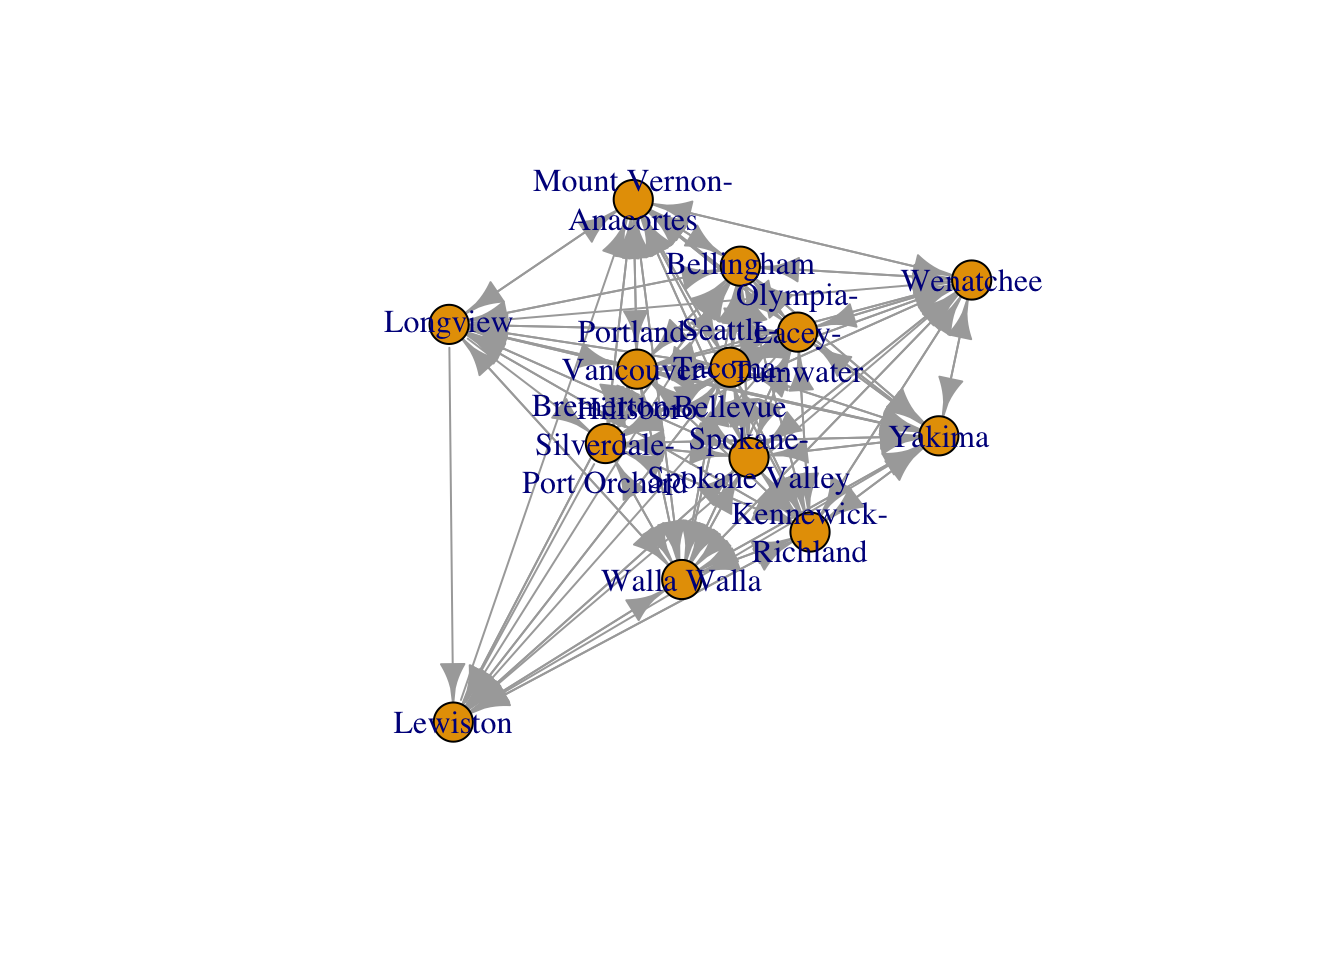 Mount Vernon-
Anacortes
Bellingham
Wenatchee
Longview
Olympia-
Lacey-
Tumwater
Seattle-
Tacoma-
Bellevue
Portland-
Vancouver-
Hillsboro
Bremerton-
Silverdale-
Port Orchard
Spokane-
Spokane Valley
Yakima
Kennewick-
Richland
Walla Walla
Lewiston